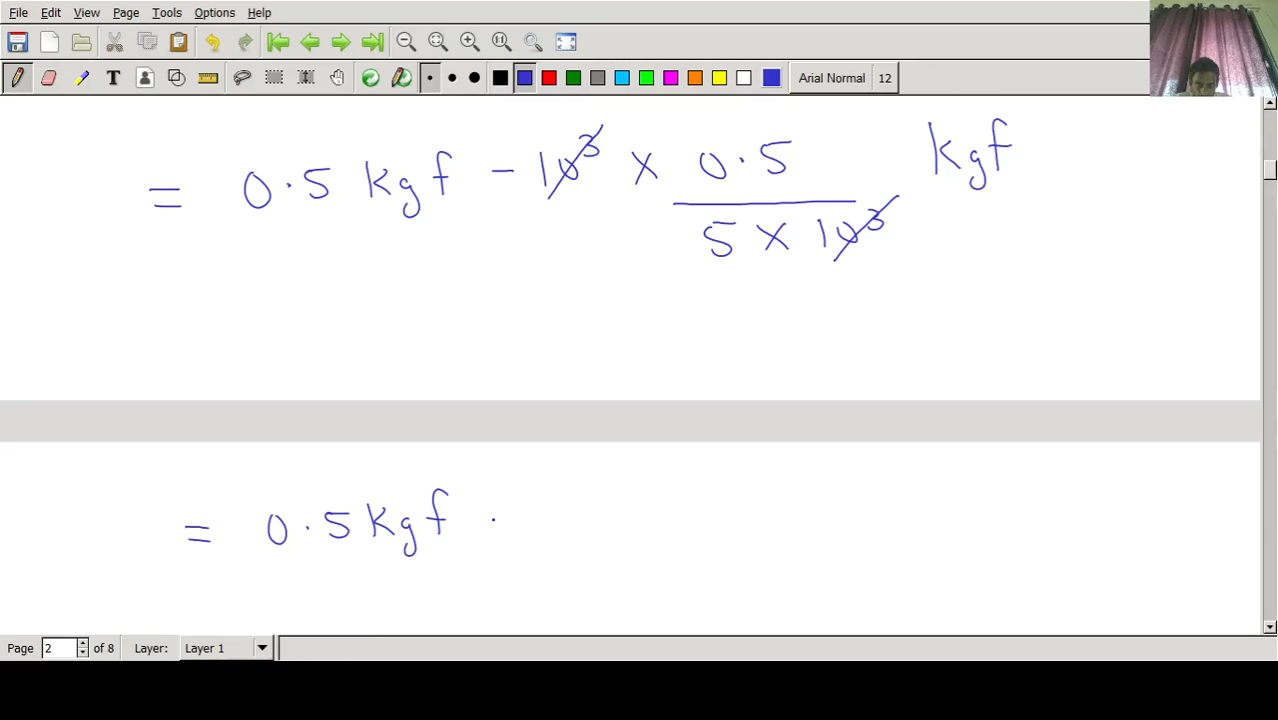 File Edit View Page Tools Options Help
Arial Normal 12
= 0.5 kgf - 10³ x 0.5 kgf
5 x 10³
= 0.5 kgf
Page 2 of 8 Layer: Layer 1